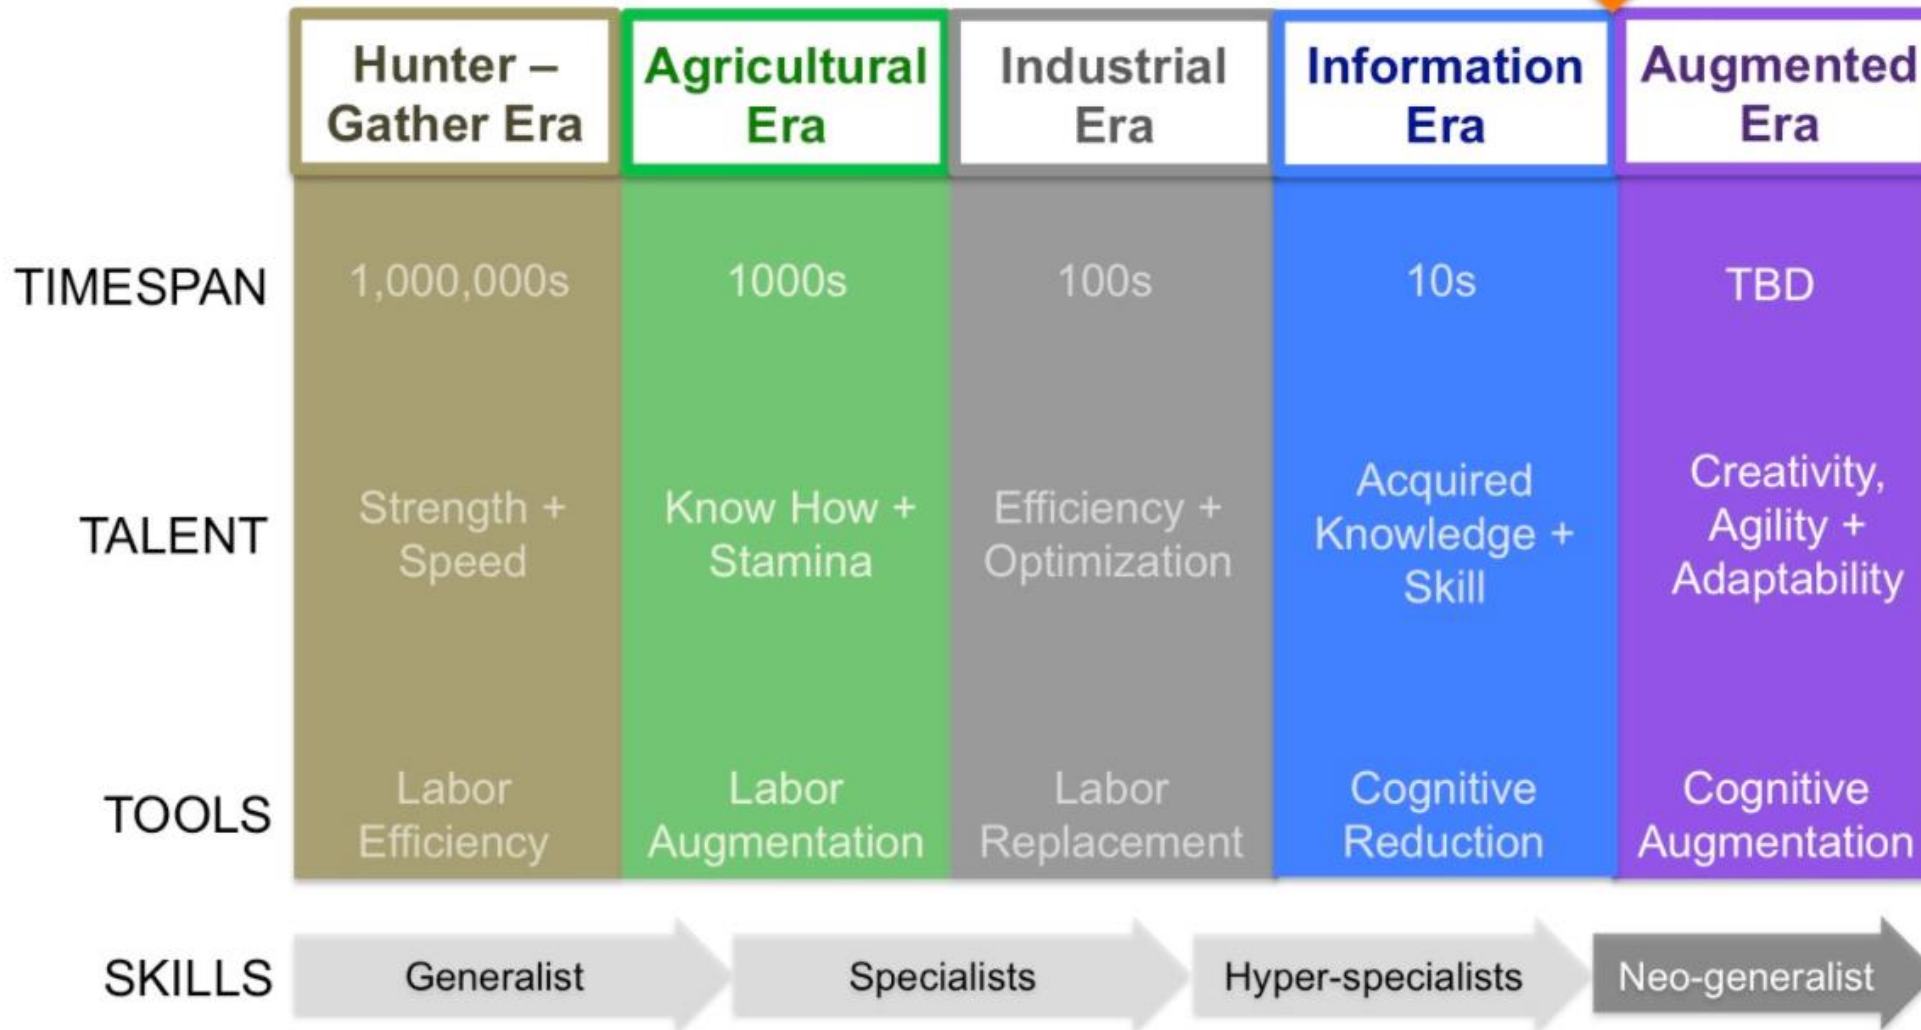 Hunter –
Gather Era
Agricultural
Era
Industrial
Era
Information
Era
Augmented
Era
TIMESPAN
1,000,000s
1000s
100s
10s
TBD
TALENT
Strength +
Speed
Know How +
Stamina
Efficiency +
Optimization
Acquired
Knowledge +
Skill
Creativity,
Agility +
Adaptability
TOOLS
Labor
Efficiency
Labor
Augmentation
Labor
Replacement
Cognitive
Reduction
Cognitive
Augmentation
SKILLS
Generalist
Specialists
Hyper-specialists
Neo-generalist